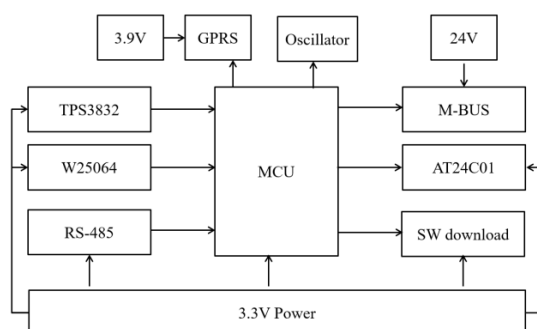 3.9V
GPRS
Oscillator
24V
TPS3832
M-BUS
W25064
MCU
AT24C01
RS-485
SW download
3.3V Power